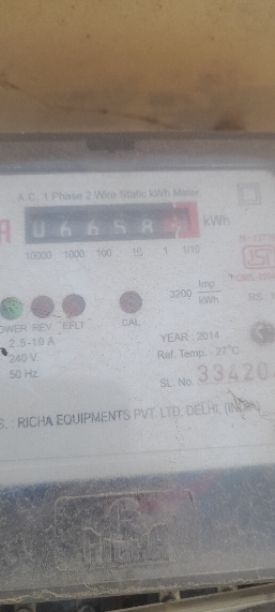 A.C. 1 Phase 2 Wire Static kWh Meter
06658 kWh
10000 1000 100 10 1 1/10
3200 Imp/kWh
POWER REV EFLT CAL
2.5-10 A
YEARR : 2014
240 V.
Ref. Temp. - 27°C
50 Hz
SL. No. 33420
S. : RICHA EQUIPMENTS PVT. LTD. DELHI, (INDIA)